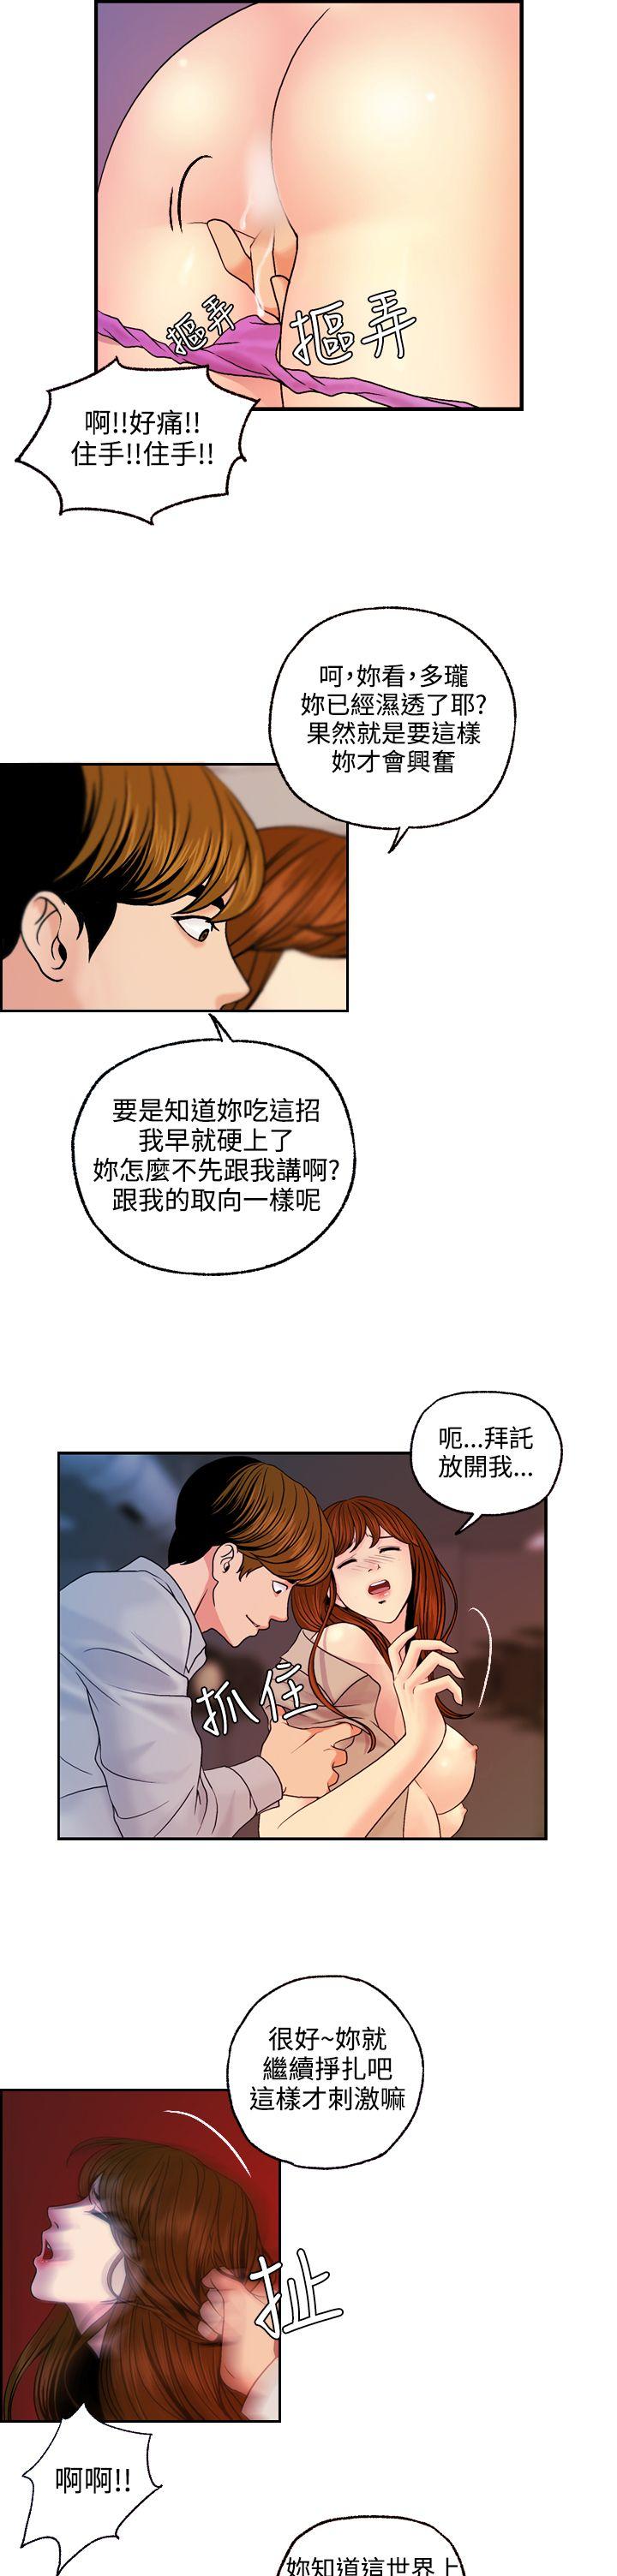 摳弄
摳弄
啊!!好痛!!
住手!!住手!!
呵,妳看,多瓏
妳已經濕透了耶?
果然就是要這樣
妳才會興奮
要是知道妳吃這招
我早就硬上了
妳怎麼不先跟我講啊?
跟我的取向一樣呢
呃...拜託
放開我...
抓住
很好~妳就
繼續掙扎吧
這樣才刺激嘛
扯
啊啊!!
妳知道這世界上